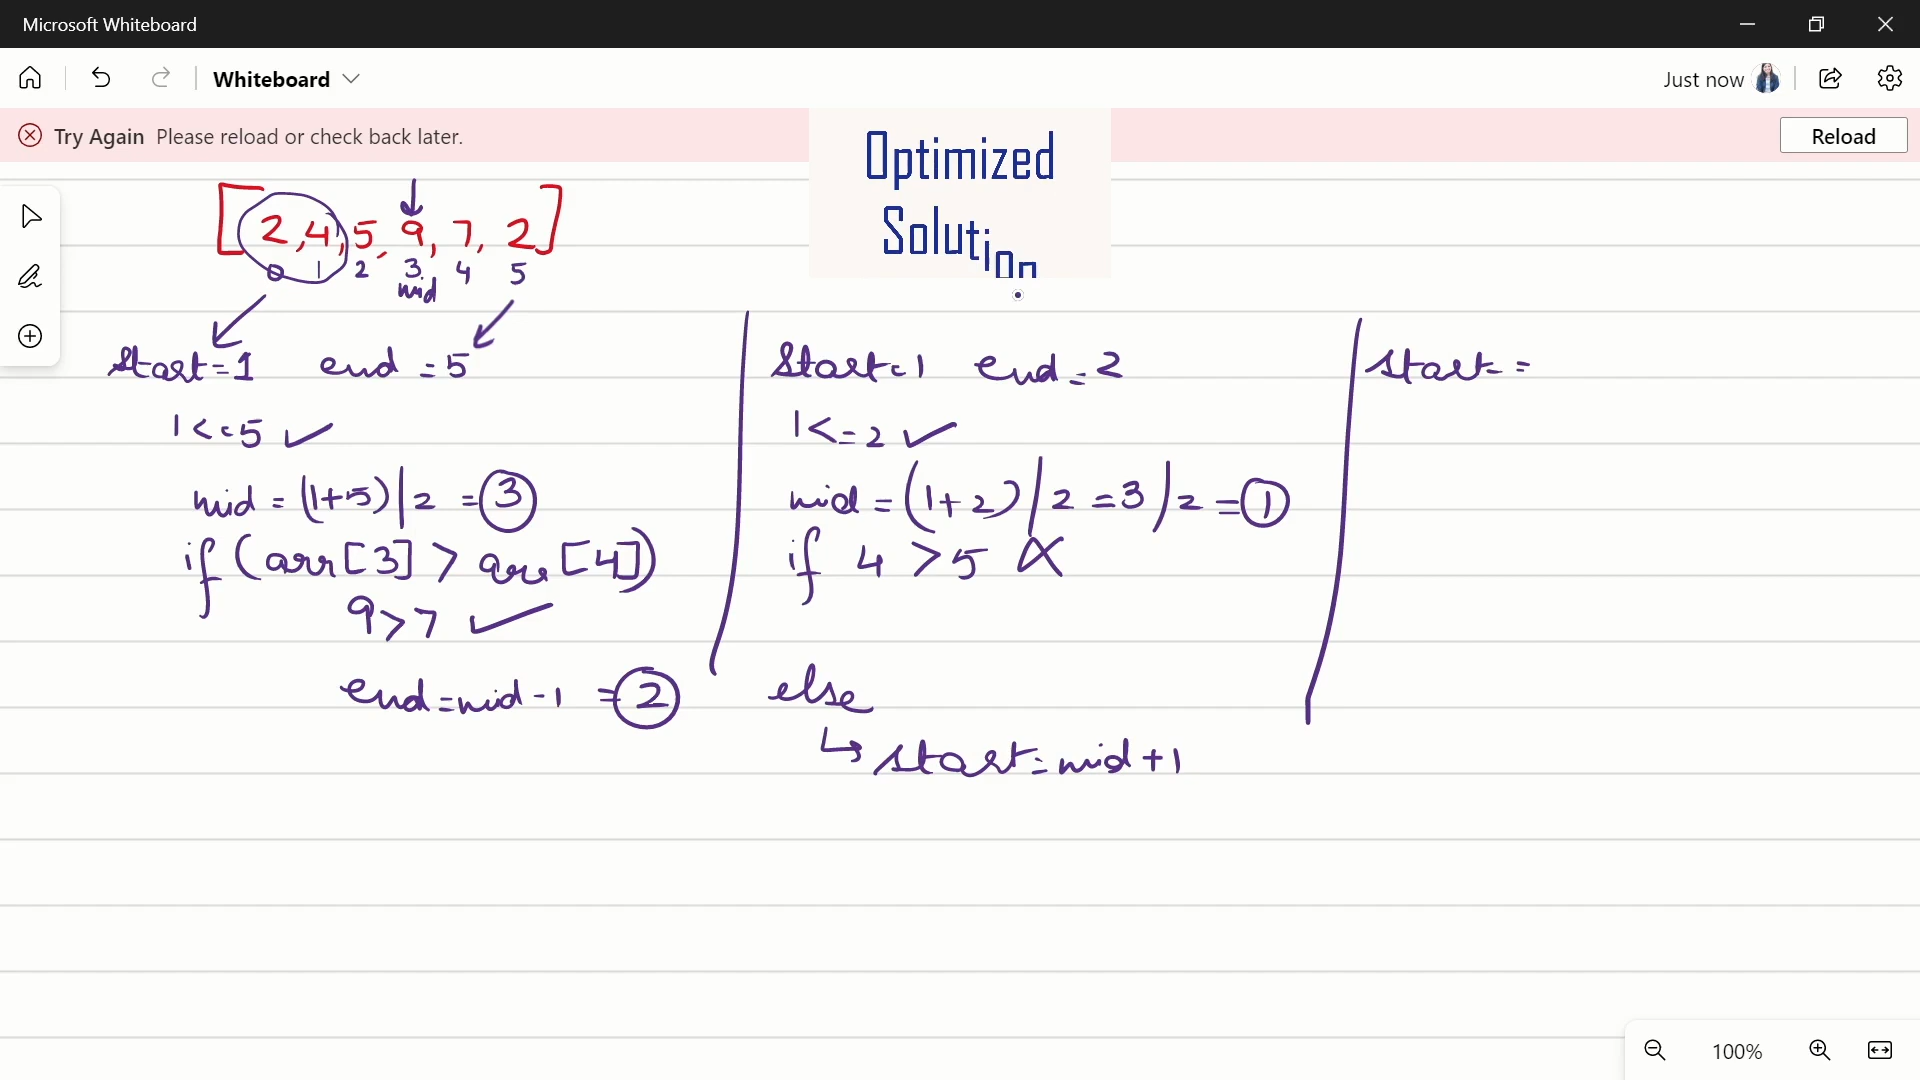 Microsoft Whiteboard
Whiteboard
Just now
Try Again Please reload or check back later.
Reload
Optimized
Solution
[2,4,5,9,7,2]
0 1 2 3 4 5
mid
start=1 end=5
1<=5 ✓
mid=(1+5)|2=3
if(arr[3]>arr[4])
9>7 ✓
end=mid-1=2
start=1 end=2
1<=2 ✓
mid=(1+2)/2=3/2=1
if 4>5 X
else
↳ start=mid+1
start=
100%